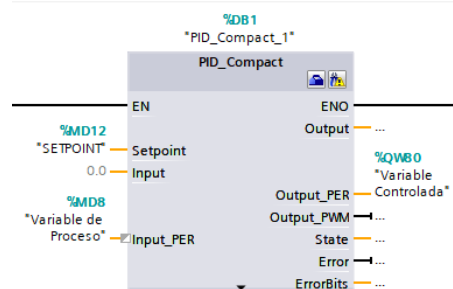 %DB1
"PID_Compact_1"
PID_Compact
EN
ENO
%MD12
"SETPOINT"
Setpoint
Output
...
0.0
Input
%QW80
"Variable
Controlada"
Output_PER
%MD8
"Variable de
Proceso"
Input_PER
Output_PWM
...
State
...
Error
...
ErrorBits
...